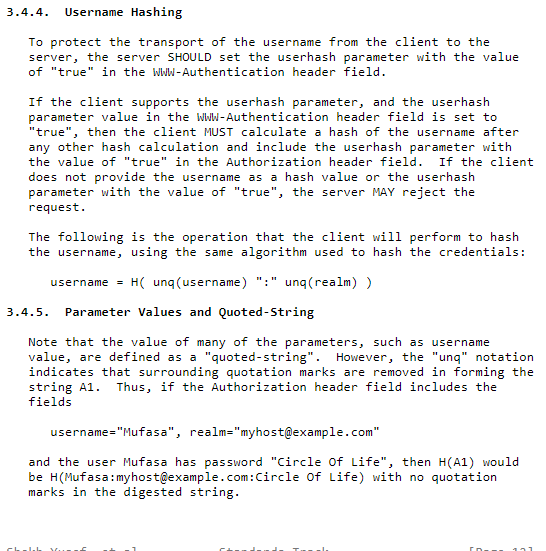 3.4.4.  Username Hashing
To protect the transport of the username from the client to the
server, the server SHOULD set the userhash parameter with the value
of "true" in the WWW-Authentication header field.
If the client supports the userhash parameter, and the userhash
parameter value in the WWW-Authentication header field is set to
"true", then the client MUST calculate a hash of the username after
any other hash calculation and include the userhash parameter with
the value of "true" in the Authorization header field.  If the client
does not provide the username as a hash value or the userhash
parameter with the value of "true", the server MAY reject the
request.
The following is the operation that the client will perform to hash
the username, using the same algorithm used to hash the credentials:
username = H( unq(username) ":" unq(realm) )
3.4.5.  Parameter Values and Quoted-String
Note that the value of many of the parameters, such as username
value, are defined as a "quoted-string".  However, the "unq" notation
indicates that surrounding quotation marks are removed in forming the
string A1.  Thus, if the Authorization header field includes the
fields
username="Mufasa", realm="myhost@example.com"
and the user Mufasa has password "Circle Of Life", then H(A1) would
be H(Mufasa:myhost@example.com:Circle Of Life) with no quotation
marks in the digested string.